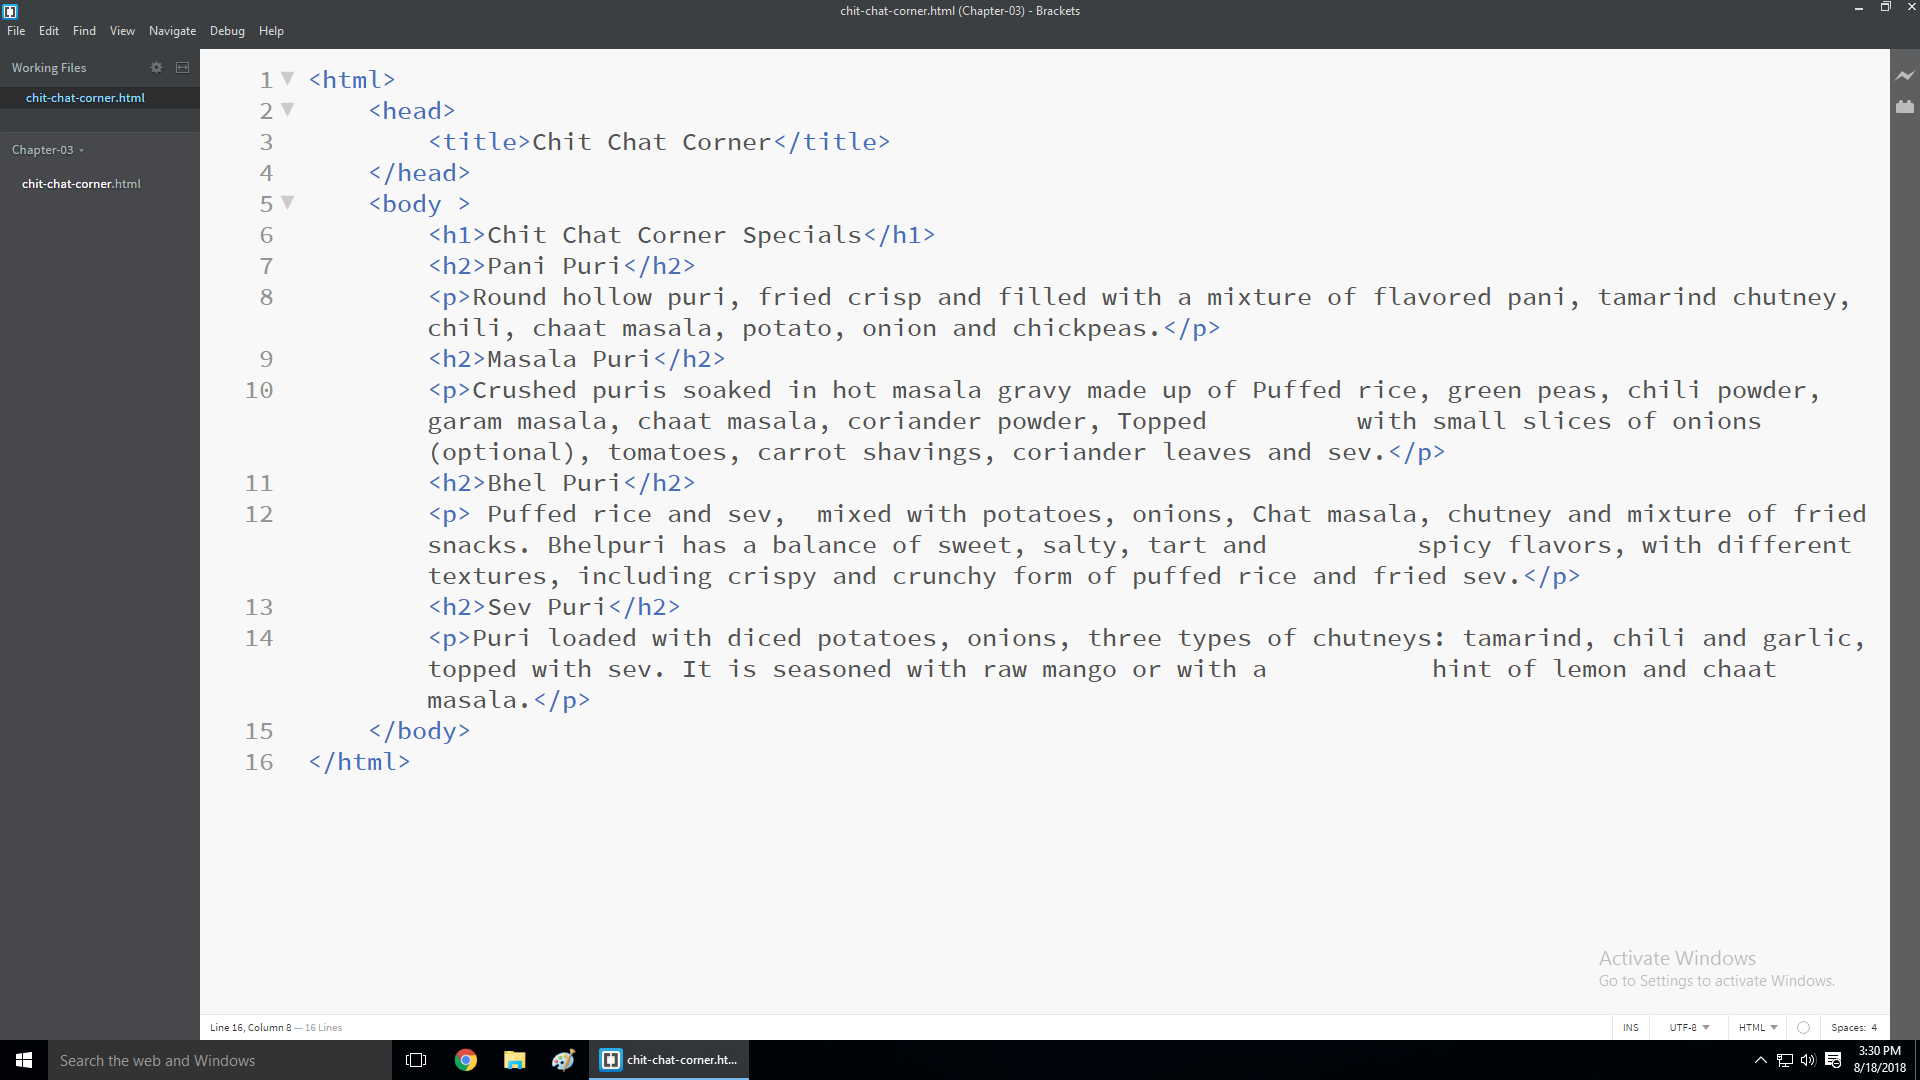 chit-chat-corner.html (Chapter-03) - Brackets
File Edit Find View Navigate Debug Help
Working Files
chit-chat-corner.html
Chapter-03
chit-chat-corner.html
1 <html>
2     <head>
3         <title>Chit Chat Corner</title>
4     </head>
5     <body >
6         <h1>Chit Chat Corner Specials</h1>
7         <h2>Pani Puri</h2>
8         <p>Round hollow puri, fried crisp and filled with a mixture of flavored pani, tamarind chutney,
chili, chaat masala, potato, onion and chickpeas.</p>
9         <h2>Masala Puri</h2>
10         <p>Crushed puris soaked in hot masala gravy made up of Puffed rice, green peas, chili powder,
garam masala, chaat masala, coriander powder, Topped          with small slices of onions
(optional), tomatoes, carrot shavings, coriander leaves and sev.</p>
11         <h2>Bhel Puri</h2>
12         <p> Puffed rice and sev,  mixed with potatoes, onions, Chat masala, chutney and mixture of fried
snacks. Bhelpuri has a balance of sweet, salty, tart and          spicy flavors, with different
textures, including crispy and crunchy form of puffed rice and fried sev.</p>
13         <h2>Sev Puri</h2>
14         <p>Puri loaded with diced potatoes, onions, three types of chutneys: tamarind, chili and garlic,
topped with sev. It is seasoned with raw mango or with a           hint of lemon and chaat
masala.</p>
15     </body>
16 </html>
Activate Windows
Go to Settings to activate Windows.
Line 16, Column 8 — 16 Lines
INS UTF-8 HTML Spaces: 4
Search the web and Windows
chit-chat-corner.ht...
3:30 PM
8/18/2018